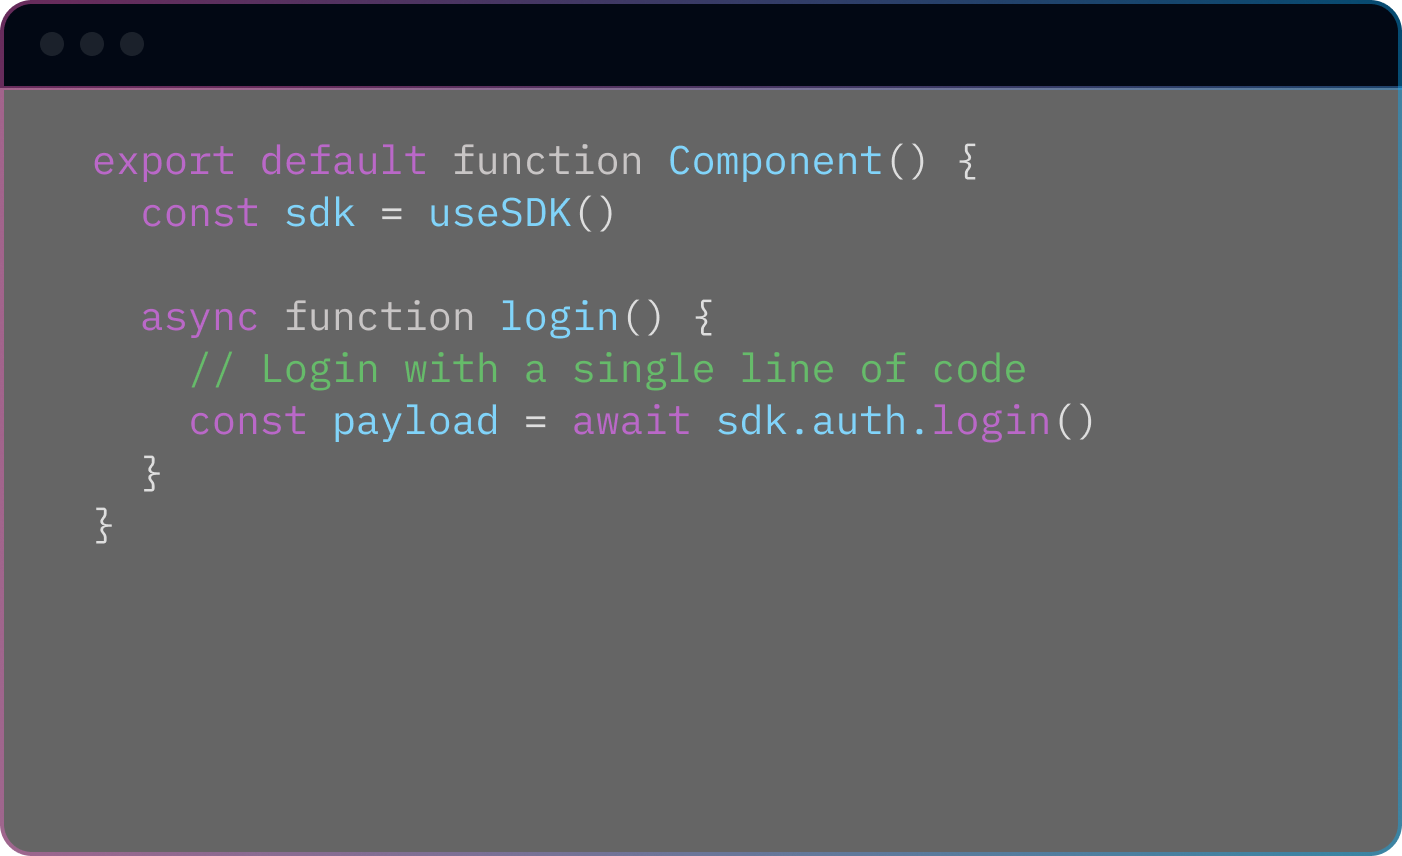 export default function Component() {
  const sdk = useSDK()

  async function login() {
    // Login with a single line of code
    const payload = await sdk.auth.login()
  }
}